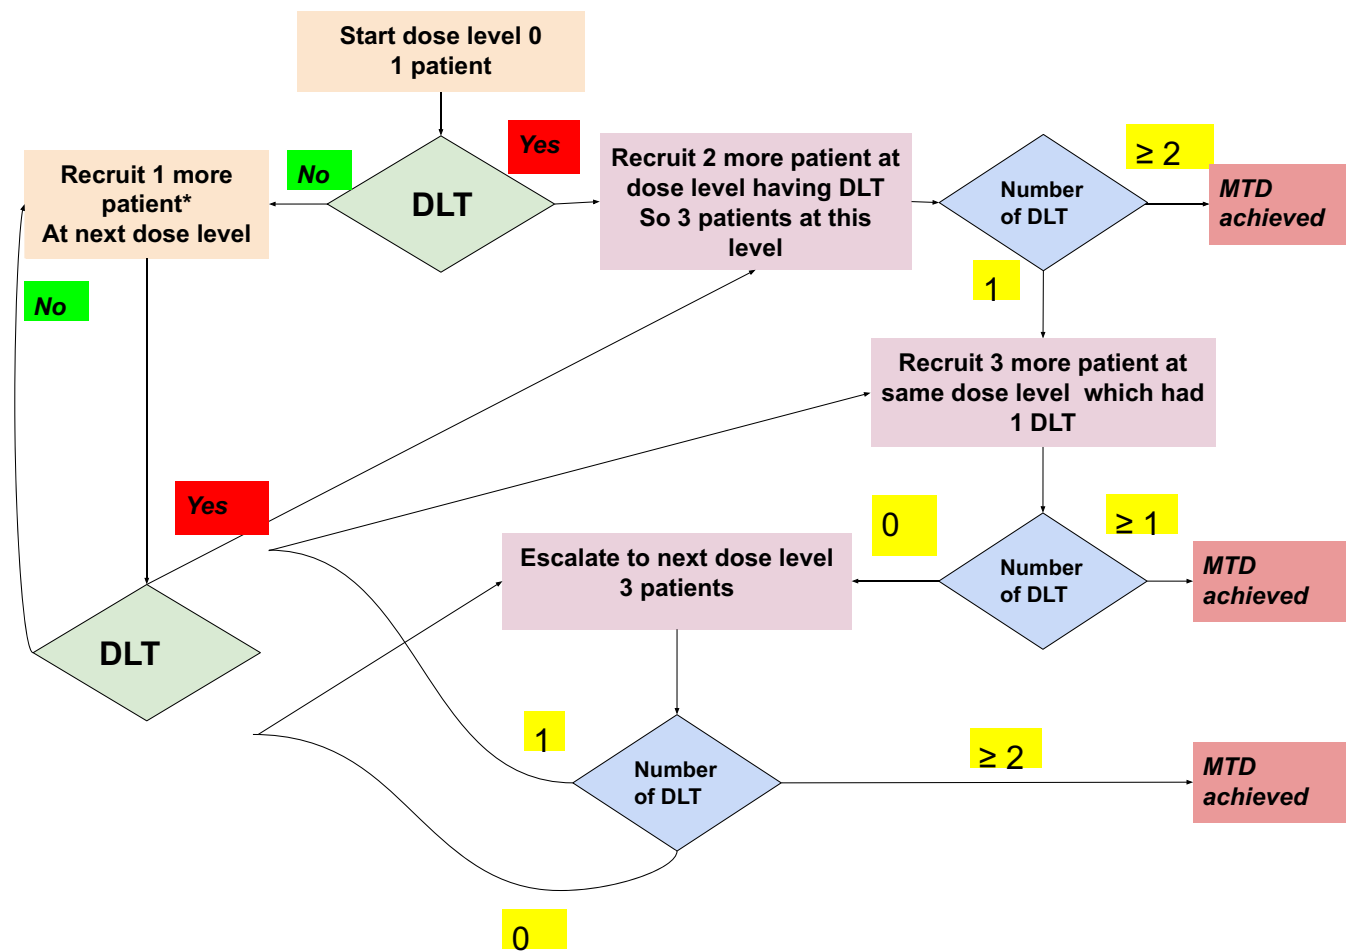 Start dose level 0
1 patient
No
Yes
DLT
Recruit 1 more
patient*
At next dose level
Recruit 2 more patient at
dose level having DLT
So 3 patients at this
level
Number
of DLT
≥ 2
MTD
achieved
No
1
Recruit 3 more patient at
same dose level which had
1 DLT
Yes
DLT
Escalate to next dose level
3 patients
0
Number
of DLT
≥ 1
MTD
achieved
1
Number
of DLT
≥ 2
MTD
achieved
0